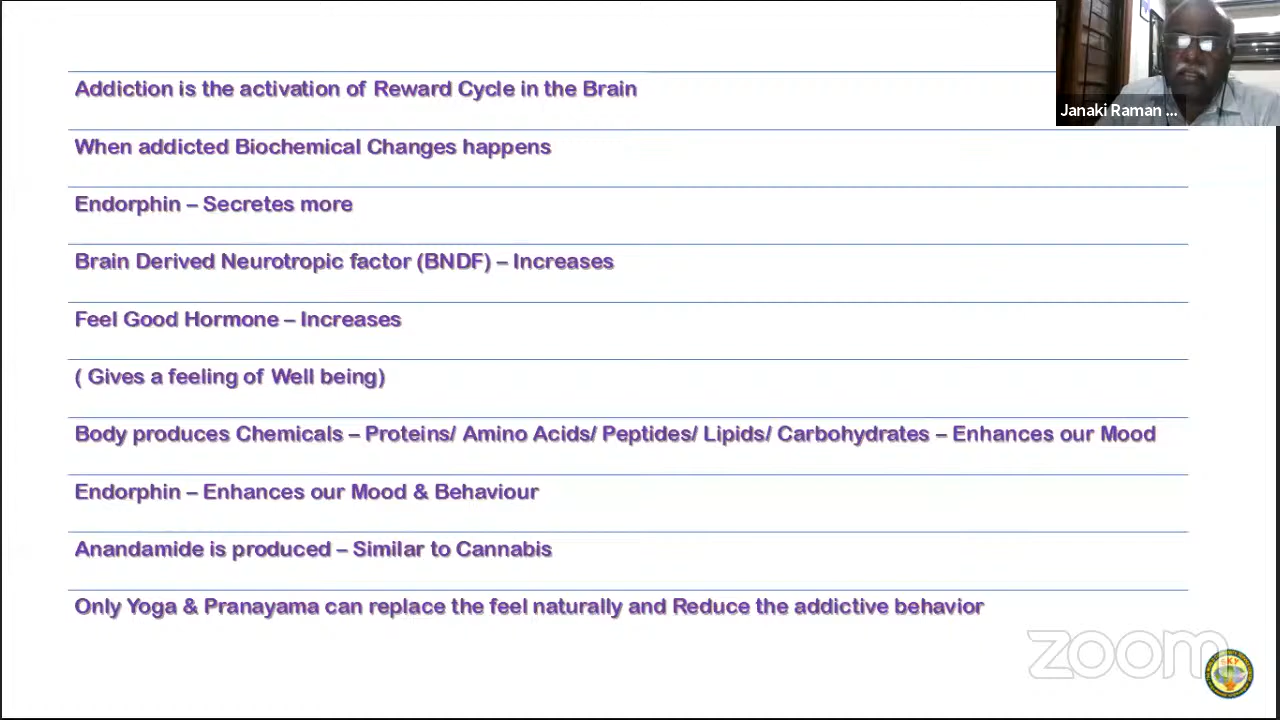 Addiction is the activation of Reward Cycle in the Brain
Janaki Raman ...
When addicted Biochemical Changes happens
Endorphin – Secretes more
Brain Derived Neurotropic factor (BNDF) – Increases
Feel Good Hormone – Increases
( Gives a feeling of Well being)
Body produces Chemicals – Proteins/ Amino Acids/ Peptides/ Lipids/ Carbohydrates – Enhances our Mood
Endorphin – Enhances our Mood & Behaviour
Anandamide is produced – Similar to Cannabis
Only Yoga & Pranayama can replace the feel naturally and Reduce the addictive behavior
zoom
SKY